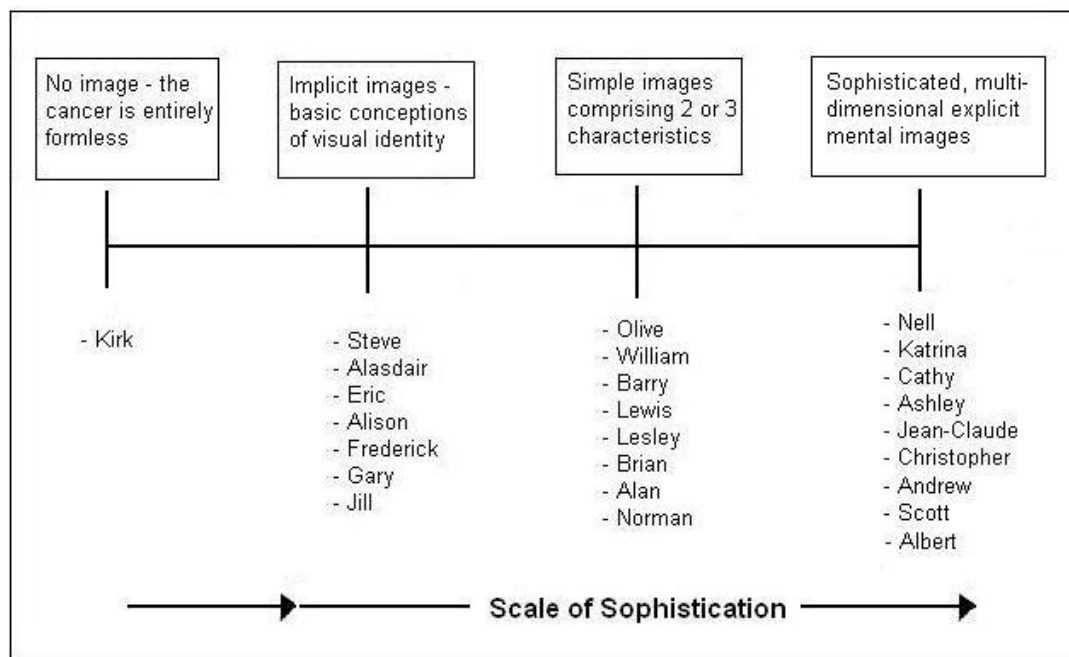 No image - the
cancer is entirely
formless
Implicit images -
basic conceptions
of visual identity
Simple images
comprising 2 or 3
characteristics
Sophisticated, multi-
dimensional explicit
mental images
- Kirk
- Steve
- Alasdair
- Eric
- Alison
- Frederick
- Gary
- Jill
- Olive
- William
- Barry
- Lewis
- Lesley
- Brian
- Alan
- Norman
- Nell
- Katrina
- Cathy
- Ashley
- Jean-Claude
- Christopher
- Andrew
- Scott
- Albert
Scale of Sophistication